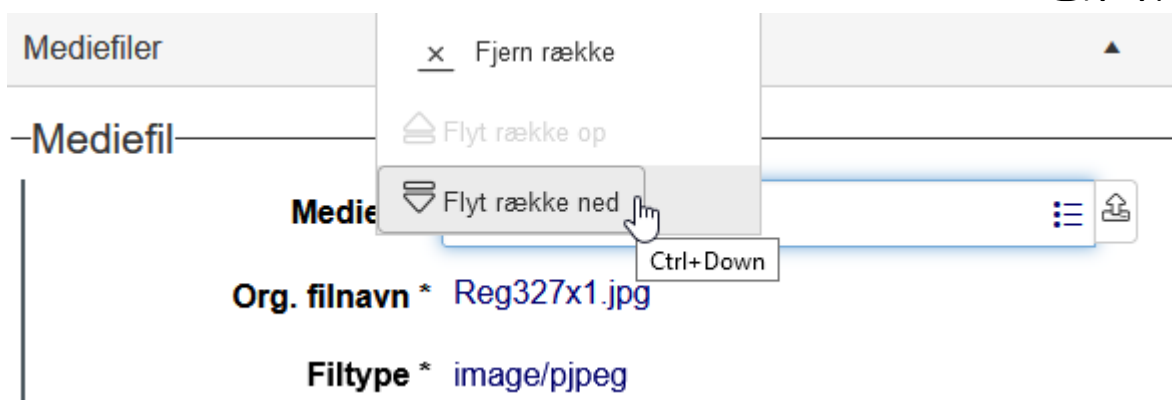 Mediefiler
Fjern række
Flyt række op
Mediefil
Flyt række ned
Medie
Ctrl+Down
Org. filnavn * Reg327x1.jpg
Filtype * image/pjpeg